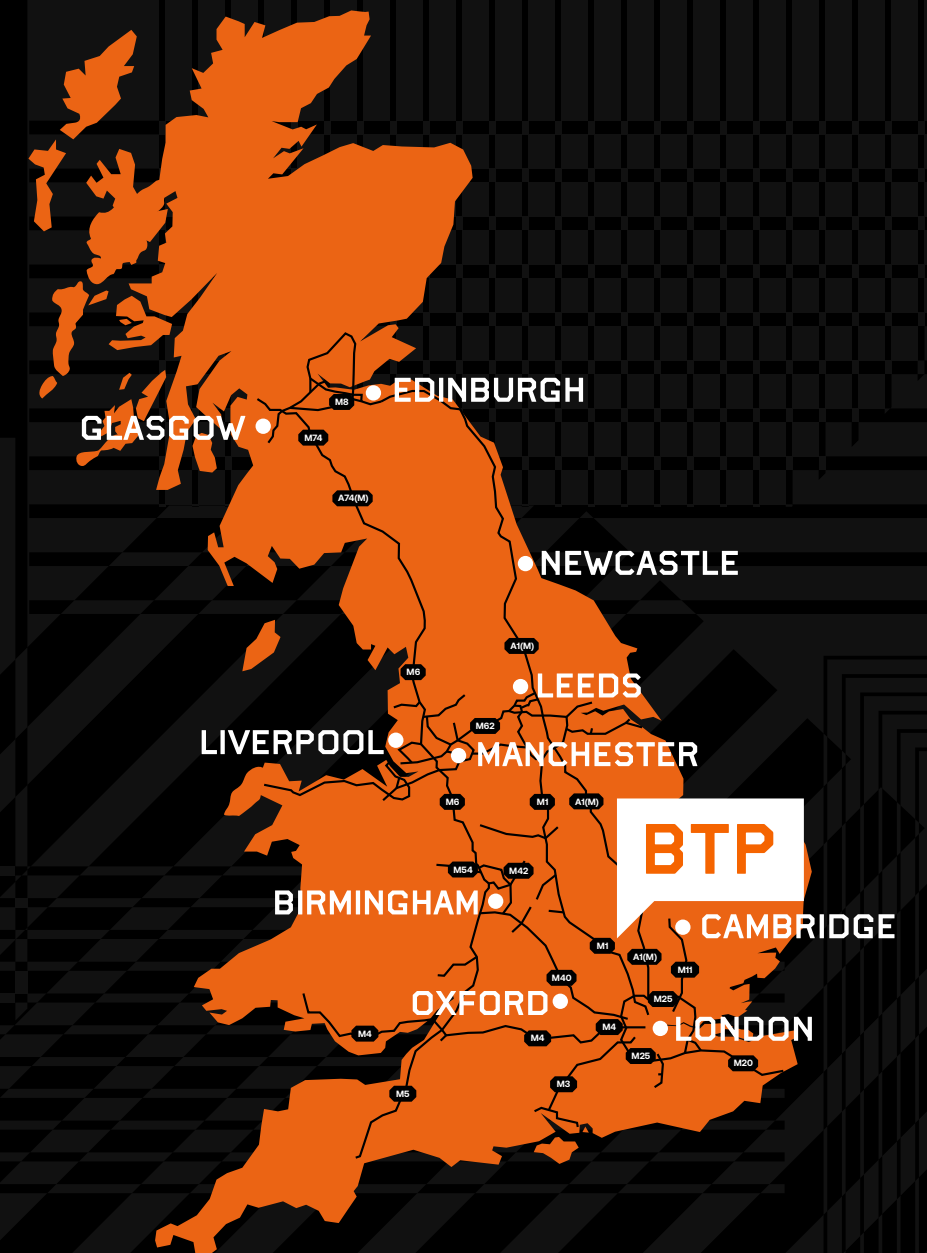 EDINBURGH
M8
GLASGOW
M74
A74(M)
NEWCASTLE
A1(M)
M6
LEEDS
M62
LIVERPOOL
MANCHESTER
M6
M1
A1(M)
BTP
M54
M42
BIRMINGHAM
CAMBRIDGE
M1
A1(M)
M11
M40
OXFORD
M25
M4
M4
M4
LONDON
M25
M20
M3
M5